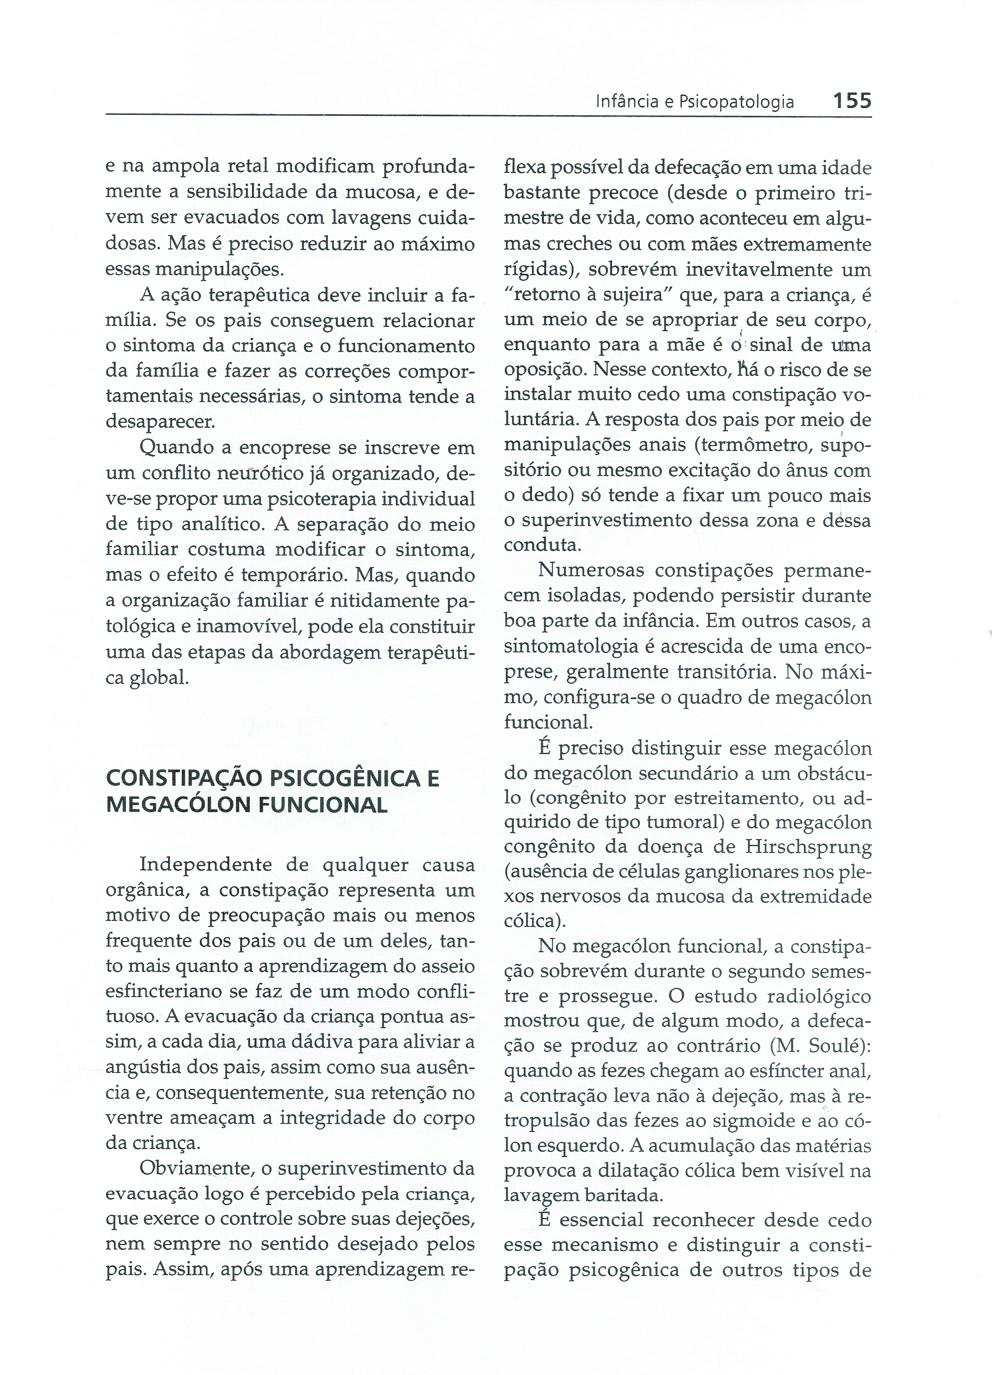 Infância e Psicopatologia 155
e na ampola retal modificam profunda-
mente a sensibilidade da mucosa, e de-
vem ser evacuados com lavagens cuida-
dosas. Mas é preciso reduzir ao máximo
essas manipulações.
A ação terapêutica deve incluir a fa-
mília. Se os pais conseguem relacionar
o sintoma da criança e o funcionamento
da família e fazer as correções compor-
tamentais necessárias, o sintoma tende a
desaparecer.
Quando a encoprese se inscreve em
um conflito neurótico já organizado, de-
ve-se propor uma psicoterapia individual
de tipo analítico. A separação do meio
familiar costuma modificar o sintoma,
mas o efeito é temporário. Mas, quando
a organização familiar é nitidamente pa-
tológica e inamovível, pode ela constituir
uma das etapas da abordagem terapêuti-
ca global.
CONSTIPAÇÃO PSICOGÊNICA E
MEGACÓLON FUNCIONAL
Independente de qualquer causa
orgânica, a constipação representa um
motivo de preocupação mais ou menos
frequente dos pais ou de um deles, tan-
to mais quanto a aprendizagem do asseio
esfincteriano se faz de um modo confli-
tuoso. A evacuação da criança pontua as-
sim, a cada dia, uma dádiva para aliviar a
angústia dos pais, assim como sua ausên-
cia e, consequentemente, sua retenção no
ventre ameaçam a integridade do corpo
da criança.
Obviamente, o superinvestimento da
evacuação logo é percebido pela criança,
que exerce o controle sobre suas dejeções,
nem sempre no sentido desejado pelos
pais. Assim, após uma aprendizagem re-
flexa possível da defecação em uma idade
bastante precoce (desde o primeiro tri-
mestre de vida, como aconteceu em algu-
mas creches ou com mães extremamente
rígidas), sobrevém inevitavelmente um
"retorno à sujeira" que, para a criança, é
um meio de se apropriar de seu corpo,
enquanto para a mãe é o sinal de uma
oposição. Nesse contexto, há o risco de se
instalar muito cedo uma constipação vo-
luntária. A resposta dos pais por meio de
manipulações anais (termômetro, supo-
sitório ou mesmo excitação do ânus com
o dedo) só tende a fixar um pouco mais
o superinvestimento dessa zona e dessa
conduta.
Numerosas constipações permane-
cem isoladas, podendo persistir durante
boa parte da infância. Em outros casos, a
sintomatologia é acrescida de uma enco-
prese, geralmente transitória. No máxi-
mo, configura-se o quadro de megacólon
funcional.
É preciso distinguir esse megacólon
do megacólon secundário a um obstácu-
lo (congênito por estreitamento, ou ad-
quirido de tipo tumoral) e do megacólon
congênito da doença de Hirschsprung
(ausência de células ganglionares nos ple-
xos nervosos da mucosa da extremidade
cólica).
No megacólon funcional, a constipa-
ção sobrevém durante o segundo semes-
tre e prossegue. O estudo radiológico
mostrou que, de algum modo, a defeca-
ção se produz ao contrário (M. Soulé):
quando as fezes chegam ao esfíncter anal,
a contração leva não à dejeção, mas à re-
tropulsão das fezes ao sigmoide e ao có-
lon esquerdo. A acumulação das matérias
provoca a dilatação cólica bem visível na
lavagem baritada.
É essencial reconhecer desde cedo
esse mecanismo e distinguir a consti-
pação psicogênica de outros tipos de